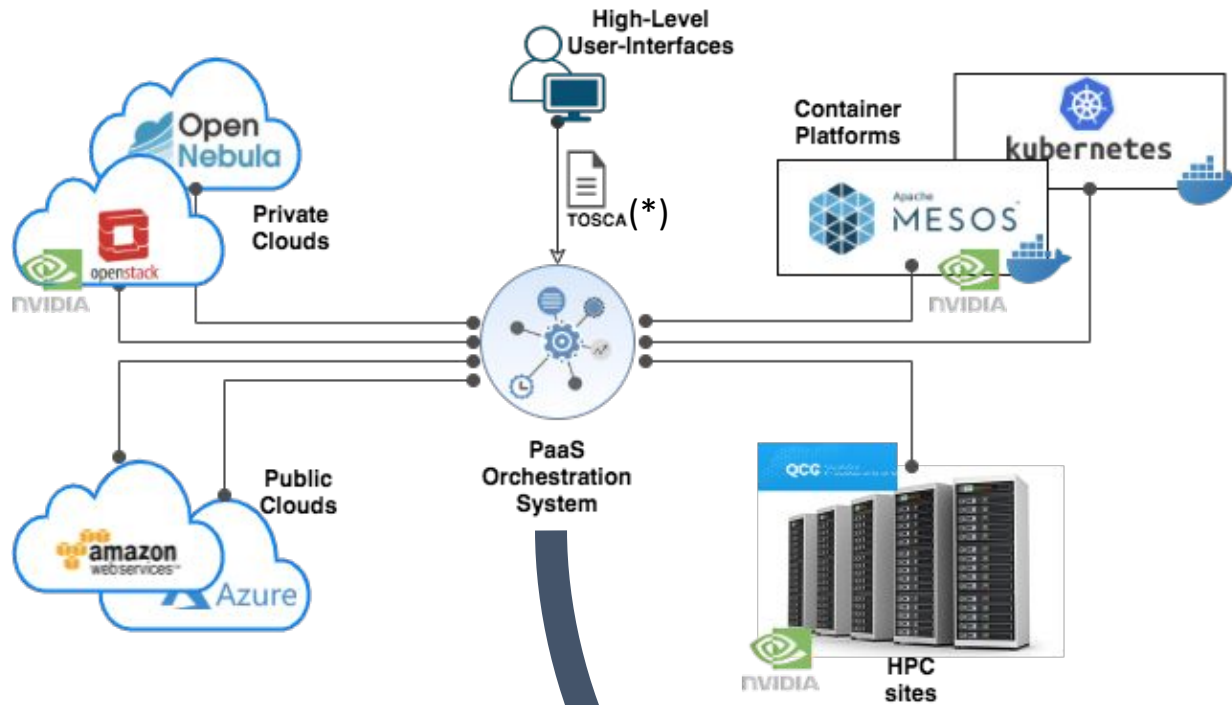 High-Level
User-Interfaces
Open
Nebula
Private
Clouds
openstack
nVIDIA
TOSCA(*)
Container
Platforms
kubernetes
Apache
MESOS
nVIDIA
PaaS
Orchestration
System
Public
Clouds
amazon
webservices™
Azure
QCG
nVIDIA
HPC
sites